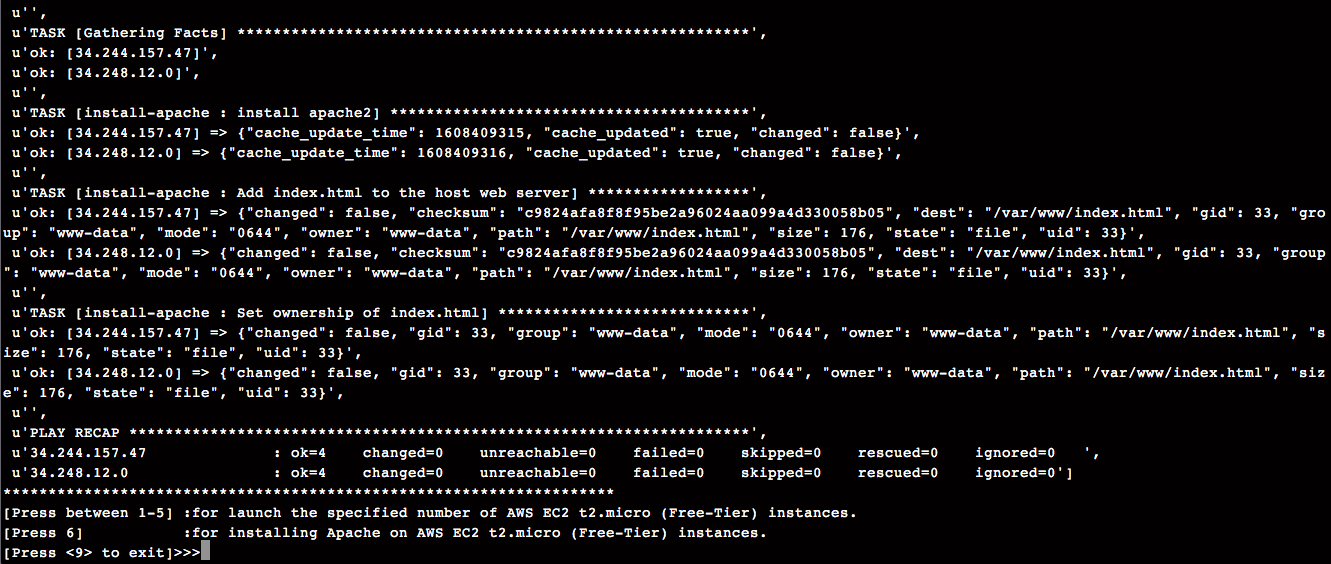 u'',
u'TASK [Gathering Facts] *********************************************************',
u'ok: [34.244.157.47]',
u'ok: [34.248.12.0]',
u'',
u'TASK [install-apache : install apache2] ****************************************',
u'ok: [34.244.157.47] => {"cache_update_time": 1608409315, "cache_updated": true, "changed": false}',
u'ok: [34.248.12.0] => {"cache_update_time": 1608409316, "cache_updated": true, "changed": false}',
u'',
u'TASK [install-apache : Add index.html to the host web server] ******************',
u'ok: [34.244.157.47] => {"changed": false, "checksum": "c9824afa8f8f95be2a96024aa099a4d330058b05", "dest": "/var/www/index.html", "gid": 33, "gro
up": "www-data", "mode": "0644", "owner": "www-data", "path": "/var/www/index.html", "size": 176, "state": "file", "uid": 33}',
u'ok: [34.248.12.0] => {"changed": false, "checksum": "c9824afa8f8f95be2a96024aa099a4d330058b05", "dest": "/var/www/index.html", "gid": 33, "group
": "www-data", "mode": "0644", "owner": "www-data", "path": "/var/www/index.html", "size": 176, "state": "file", "uid": 33}',
u'',
u'TASK [install-apache : Set ownership of index.html] ****************************',
u'ok: [34.244.157.47] => {"changed": false, "gid": 33, "group": "www-data", "mode": "0644", "owner": "www-data", "path": "/var/www/index.html", "s
ize": 176, "state": "file", "uid": 33}',
u'ok: [34.248.12.0] => {"changed": false, "gid": 33, "group": "www-data", "mode": "0644", "owner": "www-data", "path": "/var/www/index.html", "siz
e": 176, "state": "file", "uid": 33}',
u'',
u'PLAY RECAP *********************************************************************',
u'34.244.157.47              : ok=4    changed=0    unreachable=0    failed=0    skipped=0    rescued=0    ignored=0   ',
u'34.248.12.0                : ok=4    changed=0    unreachable=0    failed=0    skipped=0    rescued=0    ignored=0']
********************************************************************
[Press between 1-5] :for launch the specified number of AWS EC2 t2.micro (Free-Tier) instances.
[Press 6]           :for installing Apache on AWS EC2 t2.micro (Free-Tier) instances.
[Press <9> to exit]>>>